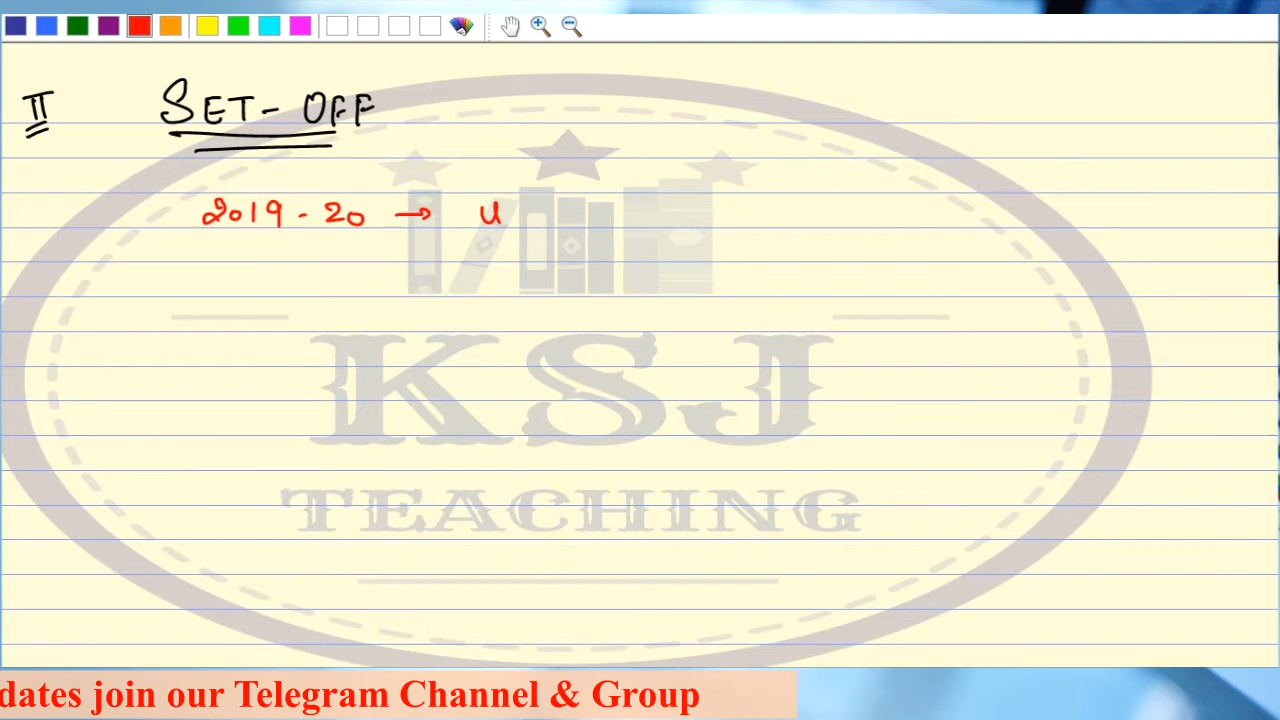 II SET-OFF
2019-20 → u
KSJ
TEACHING
dates join our Telegram Channel & Group